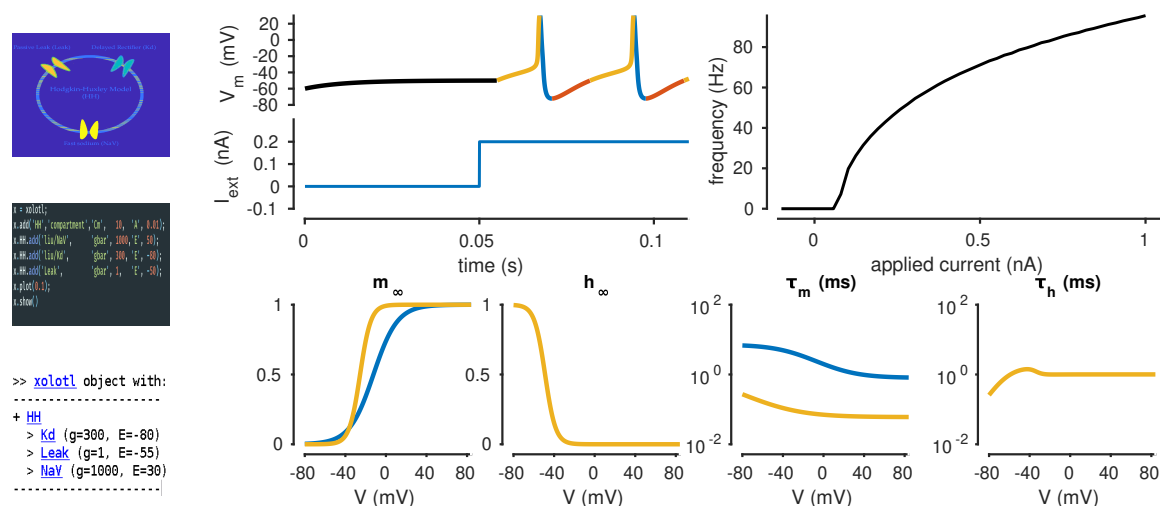 Passive Leak (Leak)
Delayed Rectifier (Kd)
Hodgkin-Huxley Model
(HH)
Fast sodium (NaV)
x = xolotl;
x.add('HH','compartment','Cm', 10, 'A', 0.01);
x.HH.add('liu/NaV', 'gbar', 1000,'E', 50);
x.HH.add('liu/Kd', 'gbar', 300, 'E', -80);
x.HH.add('Leak', 'gbar', 1, 'E', -50);
x.plot(0.1);
x.show()
>> xolotl object with:
---------------------
+ HH
> Kd (g=300, E=-80)
> Leak (g=1, E=-55)
> NaV (g=1000, E=30)
---------------------
V_m (mV)
20
0
-20
-40
-60
-80
I_ext (nA)
0.2
0.1
0
-0.1
0
0.05
0.1
time (s)
frequency (Hz)
80
60
40
20
0
0
0.5
1
applied current (nA)
m_∞
1
0.5
0
-80
-40
0
40
80
V (mV)
h_∞
1
0.5
0
-80
-40
0
40
80
V (mV)
τ_m (ms)
10^2
10^0
10^-2
-80
-40
0
40
80
V (mV)
τ_h (ms)
10^2
10^0
10^-2
-80
-40
0
40
80
V (mV)